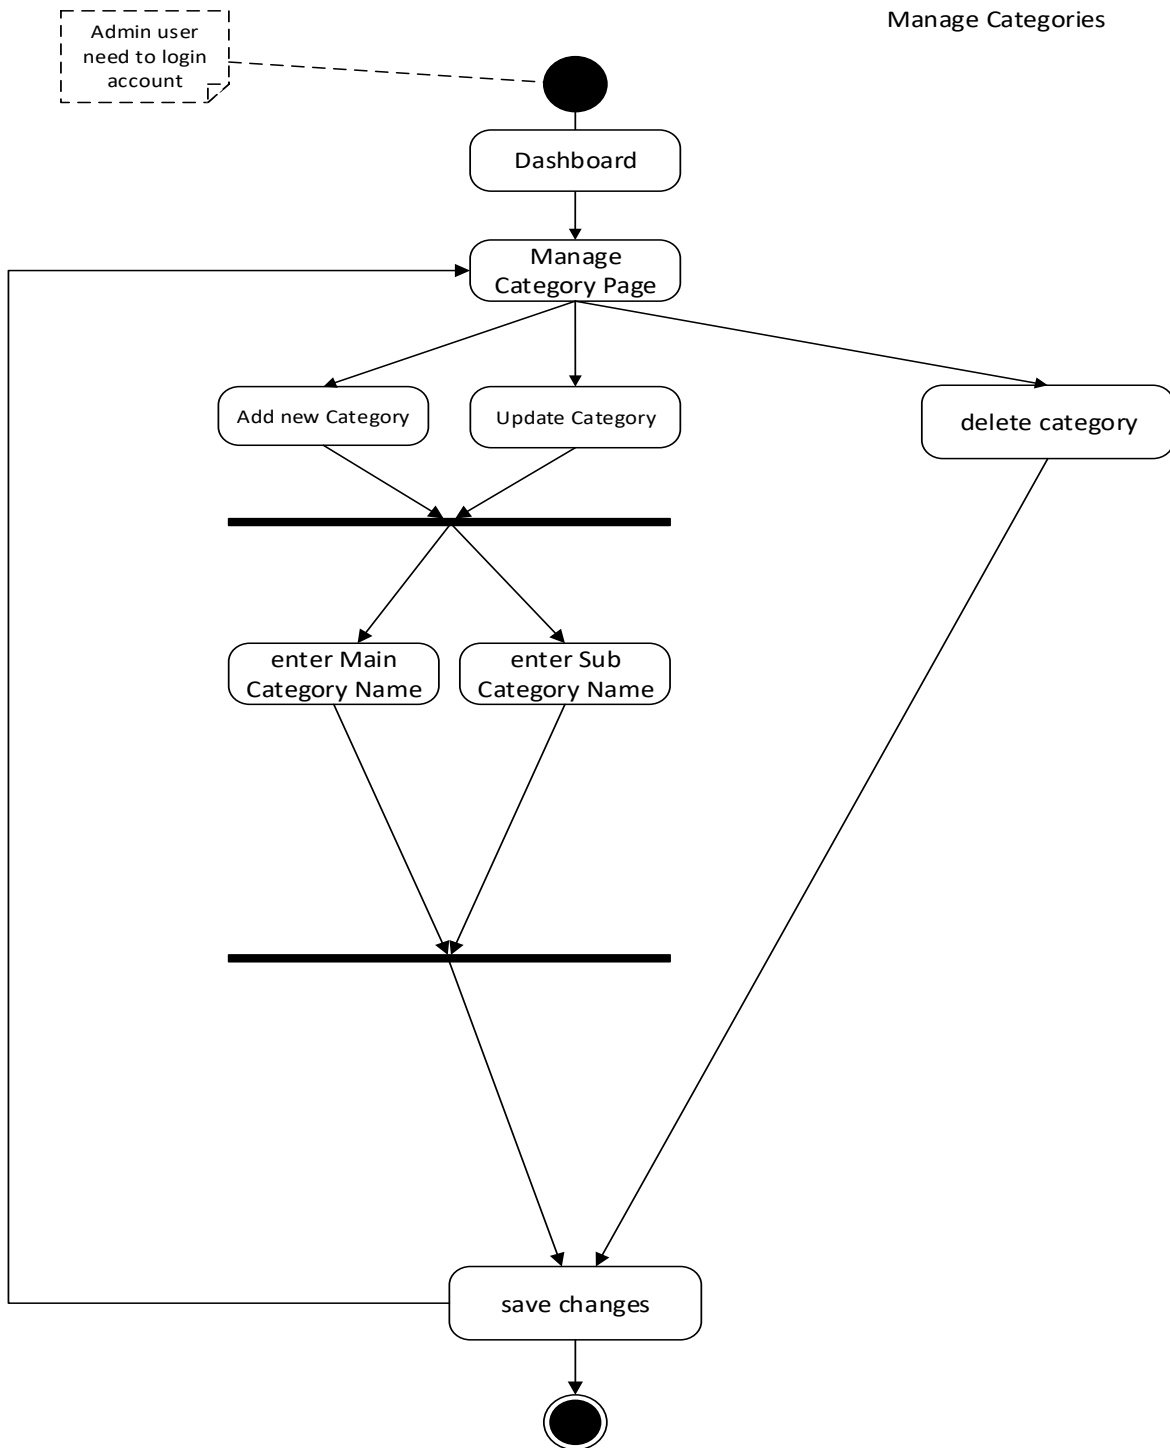 Manage Categories
Admin user
need to login
account
Dashboard
Manage
Category Page
Add new Category
Update Category
delete category
enter Main
Category Name
enter Sub
Category Name
save changes